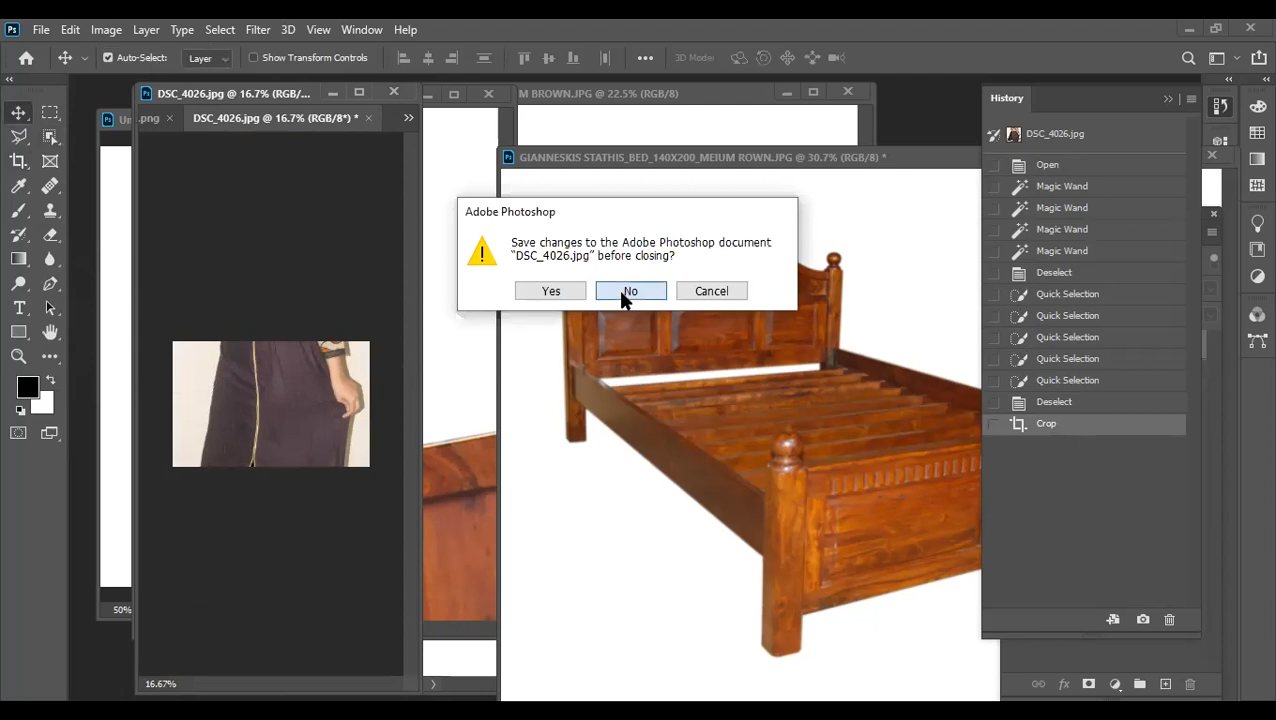 Ps File Edit Image Layer Type Select Filter 3D View Window Help
Auto-Select: Layer Show Transform Controls 3D Mode:
DSC_4026.jpg @ 16.7% (RGB/...
M BROWN.JPG @ 22.5% (RGB/8)
History
.png DSC_4026.jpg @ 16.7% (RGB/8*) *
DSC_4026.jpg
GIANNESKIS STATHIS_BED_140X200_MEIUM ROWN.JPG @ 30.7% (RGB/8) *
Open
Magic Wand
Magic Wand
Magic Wand
Magic Wand
Deselect
Quick Selection
Quick Selection
Quick Selection
Quick Selection
Quick Selection
Deselect
Crop
Adobe Photoshop
Save changes to the Adobe Photoshop document
“DSC_4026.jpg” before closing?
Yes No Cancel
50%
16.67%
fx